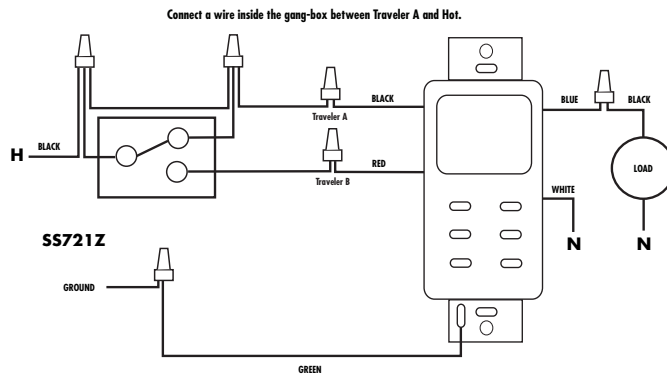 Connect a wire inside the gang-box between Traveler A and Hot.
BLACK
BLUE
BLACK
Traveler A
H
BLACK
RED
LOAD
Traveler B
WHITE
N
N
SS721Z
GROUND
GREEN